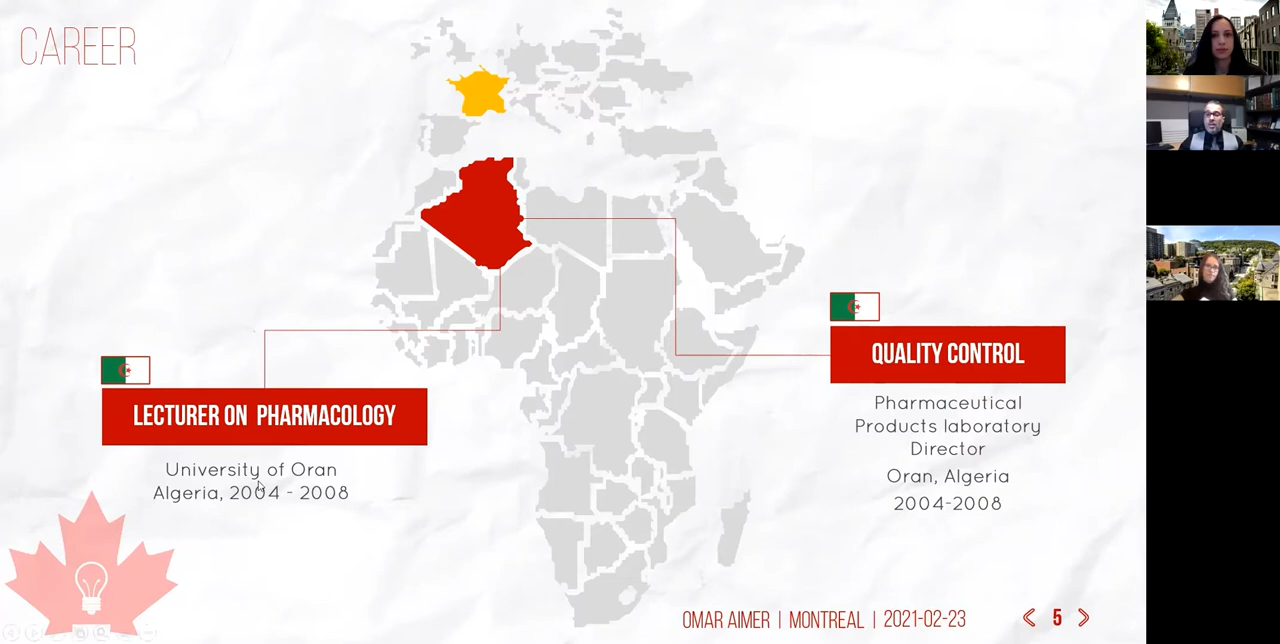 CAREER
LECTURER ON PHARMACOLOGY
University of Oran
Algeria, 2004 - 2008
QUALITY CONTROL
Pharmaceutical
Products laboratory
Director
Oran, Algeria
2004-2008
OMAR AIMER | MONTREAL | 2021-02-23
5